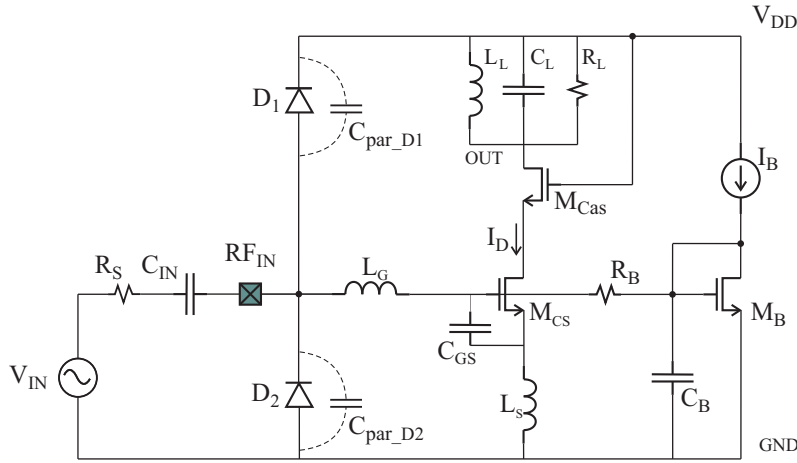 V_DD
L_L
C_L
R_L
D_1
C_par_D1
OUT
I_B
M_Cas
I_D
R_S
C_IN
RF_IN
L_G
R_B
M_CS
M_B
C_GS
V_IN
D_2
C_par_D2
L_S
C_B
GND